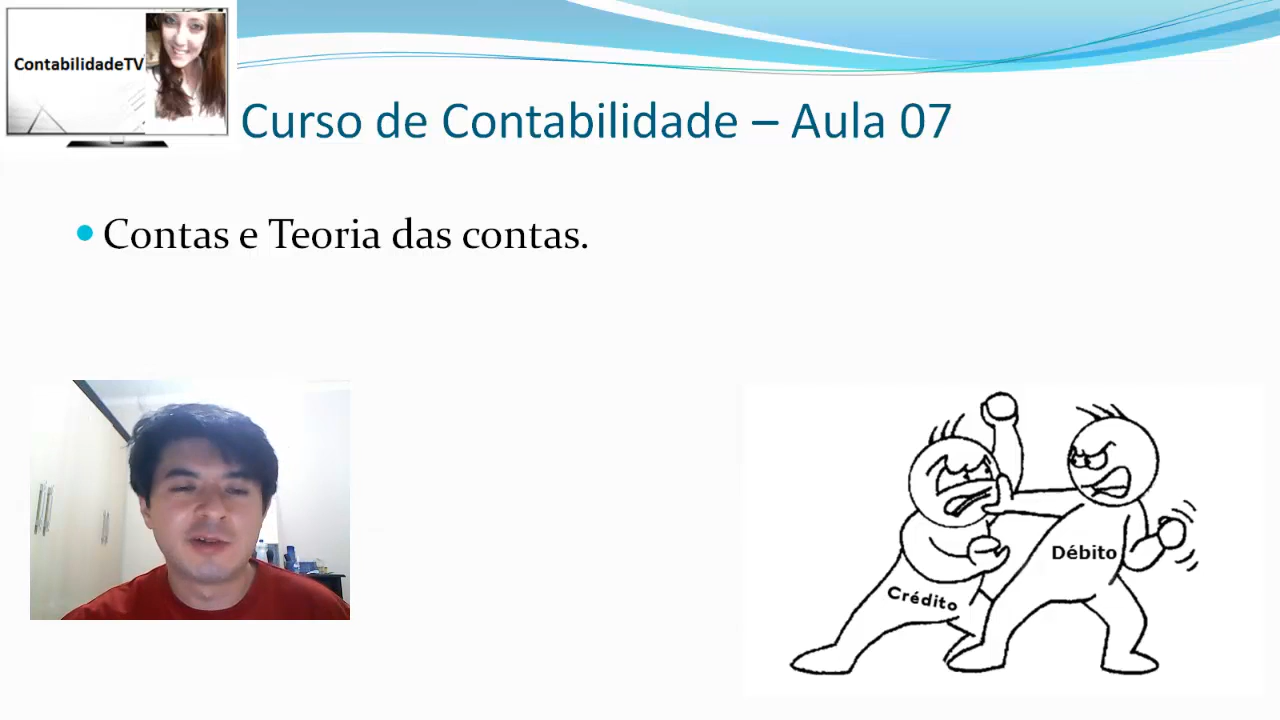 ContabilidadeTV
Curso de Contabilidade – Aula 07
Contas e Teoria das contas.
Débito
Crédito